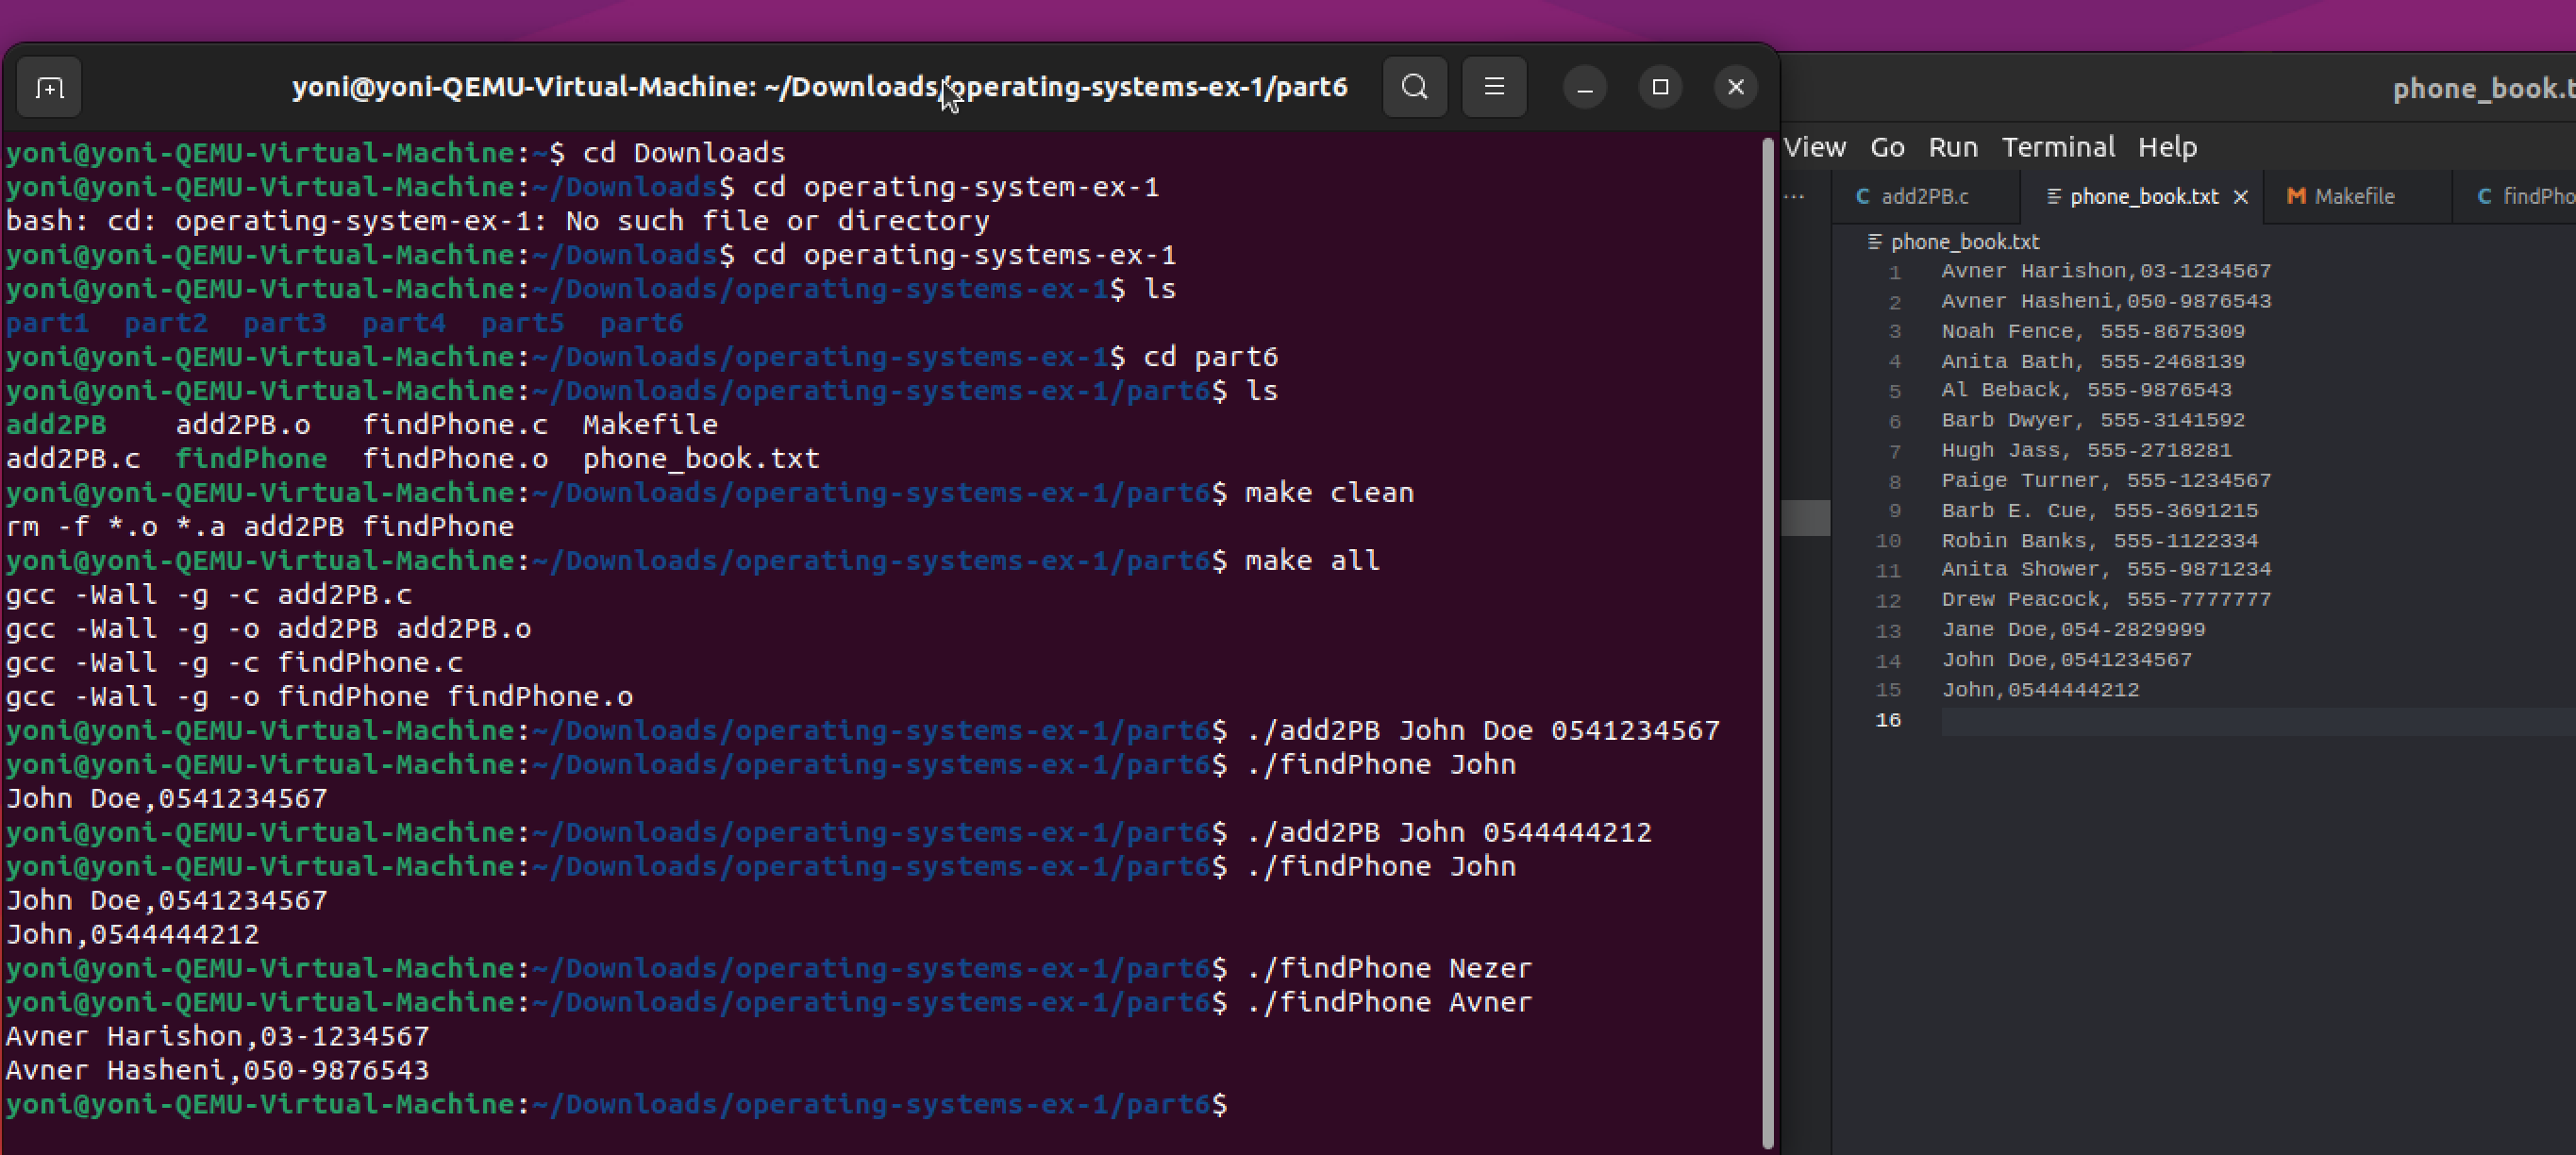 yoni@yoni-QEMU-Virtual-Machine: ~/Downloads/operating-systems-ex-1/part6
yoni@yoni-QEMU-Virtual-Machine:~$ cd Downloads
yoni@yoni-QEMU-Virtual-Machine:~/Downloads$ cd operating-system-ex-1
bash: cd: operating-system-ex-1: No such file or directory
yoni@yoni-QEMU-Virtual-Machine:~/Downloads$ cd operating-systems-ex-1
yoni@yoni-QEMU-Virtual-Machine:~/Downloads/operating-systems-ex-1$ ls
part1  part2  part3  part4  part5  part6
yoni@yoni-QEMU-Virtual-Machine:~/Downloads/operating-systems-ex-1$ cd part6
yoni@yoni-QEMU-Virtual-Machine:~/Downloads/operating-systems-ex-1/part6$ ls
add2PB    add2PB.o   findPhone.c  Makefile
add2PB.c  findPhone  findPhone.o  phone_book.txt
yoni@yoni-QEMU-Virtual-Machine:~/Downloads/operating-systems-ex-1/part6$ make clean
rm -f *.o *.a add2PB findPhone
yoni@yoni-QEMU-Virtual-Machine:~/Downloads/operating-systems-ex-1/part6$ make all
gcc -Wall -g -c add2PB.c
gcc -Wall -g -o add2PB add2PB.o
gcc -Wall -g -c findPhone.c
gcc -Wall -g -o findPhone findPhone.o
yoni@yoni-QEMU-Virtual-Machine:~/Downloads/operating-systems-ex-1/part6$ ./add2PB John Doe 0541234567
yoni@yoni-QEMU-Virtual-Machine:~/Downloads/operating-systems-ex-1/part6$ ./findPhone John
John Doe,0541234567
yoni@yoni-QEMU-Virtual-Machine:~/Downloads/operating-systems-ex-1/part6$ ./add2PB John 0544444212
yoni@yoni-QEMU-Virtual-Machine:~/Downloads/operating-systems-ex-1/part6$ ./findPhone John
John Doe,0541234567
John,0544444212
yoni@yoni-QEMU-Virtual-Machine:~/Downloads/operating-systems-ex-1/part6$ ./findPhone Nezer
yoni@yoni-QEMU-Virtual-Machine:~/Downloads/operating-systems-ex-1/part6$ ./findPhone Avner
Avner Harishon,03-1234567
Avner Hasheni,050-9876543
yoni@yoni-QEMU-Virtual-Machine:~/Downloads/operating-systems-ex-1/part6$
phone_book.t
View Go Run Terminal Help
C add2PB.c phone_book.txt M Makefile C findPho
phone_book.txt
1 Avner Harishon,03-1234567
2 Avner Hasheni,050-9876543
3 Noah Fence, 555-8675309
4 Anita Bath, 555-2468139
5 Al Beback, 555-9876543
6 Barb Dwyer, 555-3141592
7 Hugh Jass, 555-2718281
8 Paige Turner, 555-1234567
9 Barb E. Cue, 555-3691215
10 Robin Banks, 555-1122334
11 Anita Shower, 555-9871234
12 Drew Peacock, 555-7777777
13 Jane Doe,054-2829999
14 John Doe,0541234567
15 John,0544444212
16